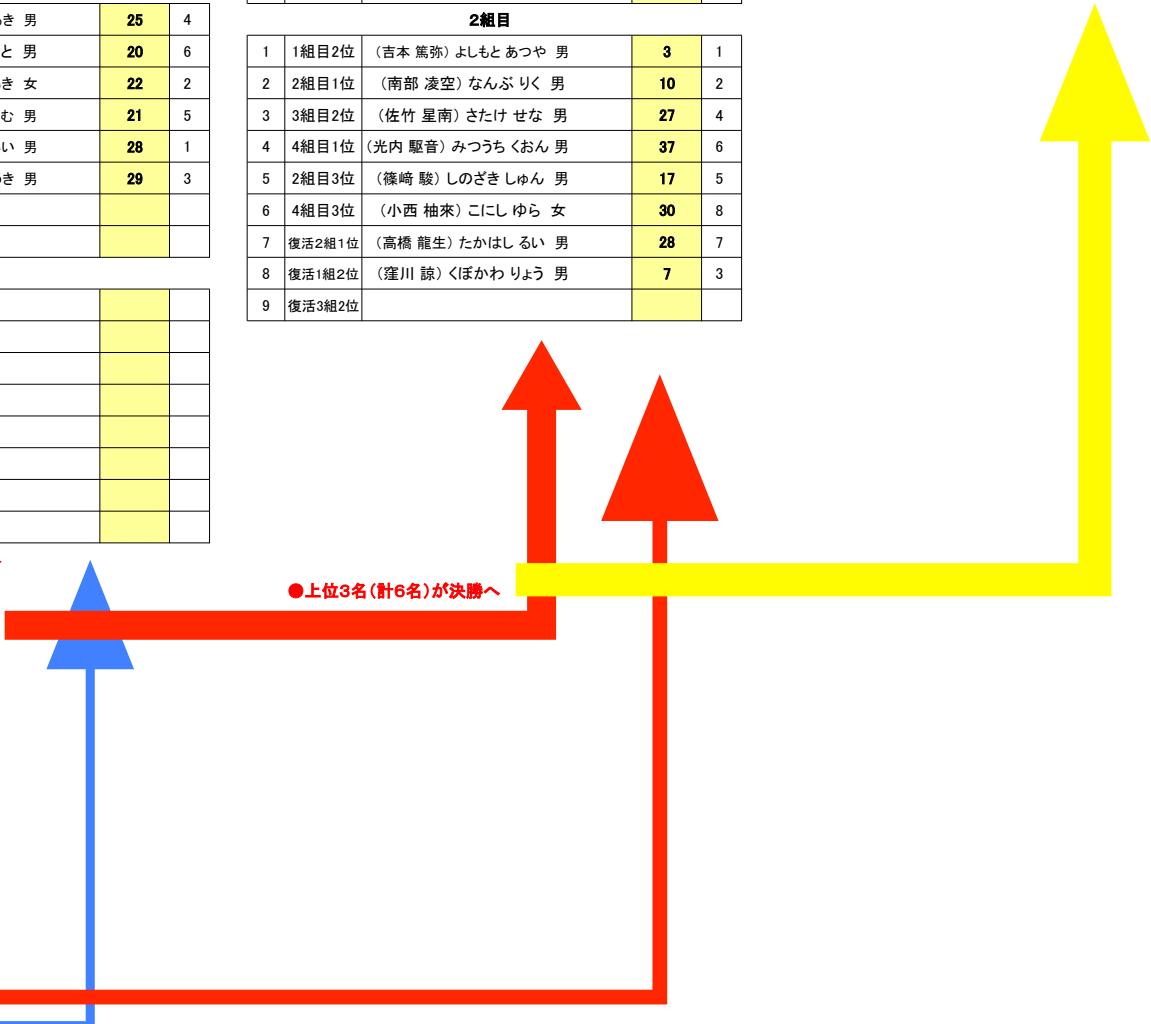 き 男 25 4
と 男 20 6
き 女 22 2
む 男 21 5
い 男 28 1
き 男 29 3
2組目
1 1組目2位 （吉本 篤弥）よしもと あつや 男 3 1
2 2組目1位 （南部 凌空）なんぶ りく 男 10 2
3 3組目2位 （佐竹 星南）さたけ せな 男 27 4
4 4組目1位 （光内 駆音）みつうち くおん 男 37 6
5 2組目3位 （篠﨑 駿）しのざき しゅん 男 17 5
6 4組目3位 （小西 柚來）こにし ゆら 女 30 8
7 復活2組1位 （高橋 龍生）たかはし るい 男 28 7
8 復活1組2位 （窪川 諒）くぼかわ りょう 男 7 3
9 復活3組2位
●上位3名（計6名）が決勝へ